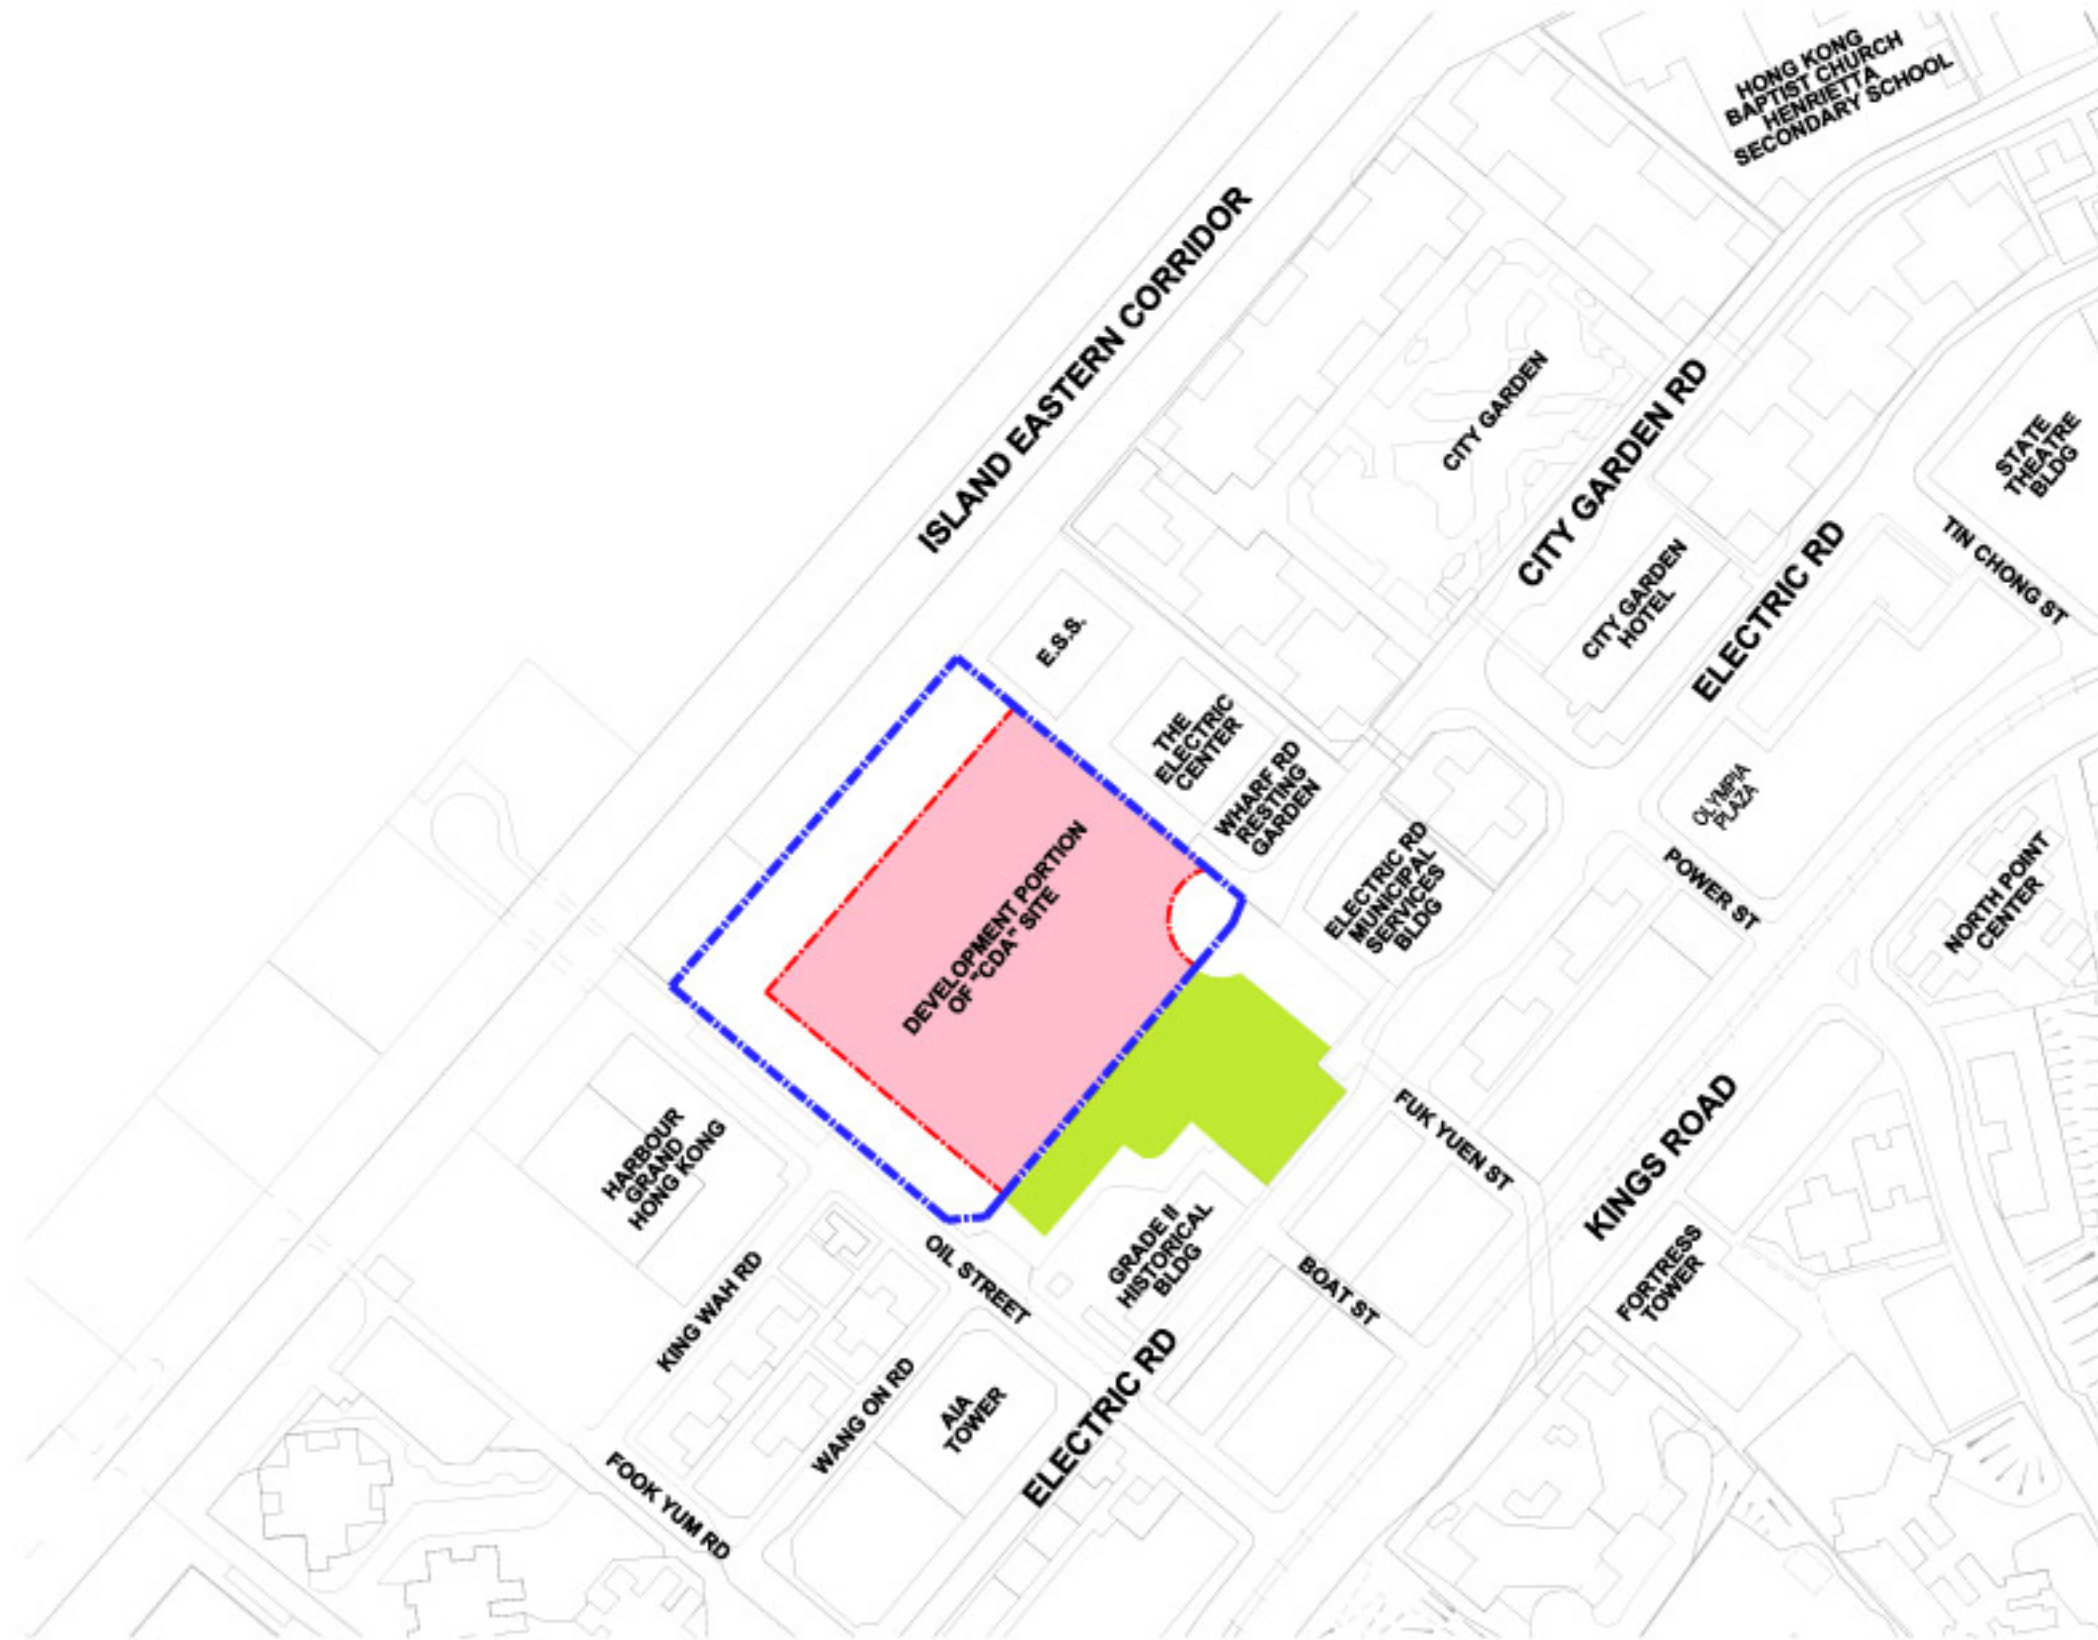 HONG KONG
BAPTIST CHURCH
HENRIETTA
SECONDARY SCHOOL
ISLAND EASTERN CORRIDOR
CITY GARDEN
CITY GARDEN RD
STATE
THEATRE
BLDG
TIN CHONG ST
CITY GARDEN
HOTEL
ELECTRIC RD
E.S.S.
THE
ELECTRIC
CENTER
WHARF RD
RESTING
GARDEN
OLYMPIA
PLAZA
ELECTRIC RD
MUNICIPAL
SERVICES
BLDG
POWER ST
NORTH POINT
CENTER
DEVELOPMENT PORTION
OF "CDA" SITE
FUK YUEN ST
KINGS ROAD
HARBOUR
GRAND
HONG KONG
GRADE II
HISTORICAL
BLDG
OIL STREET
BOAT ST
FORTRESS
TOWER
KING WAH RD
WANG ON RD
AIA
TOWER
ELECTRIC RD
FOOK YUM RD